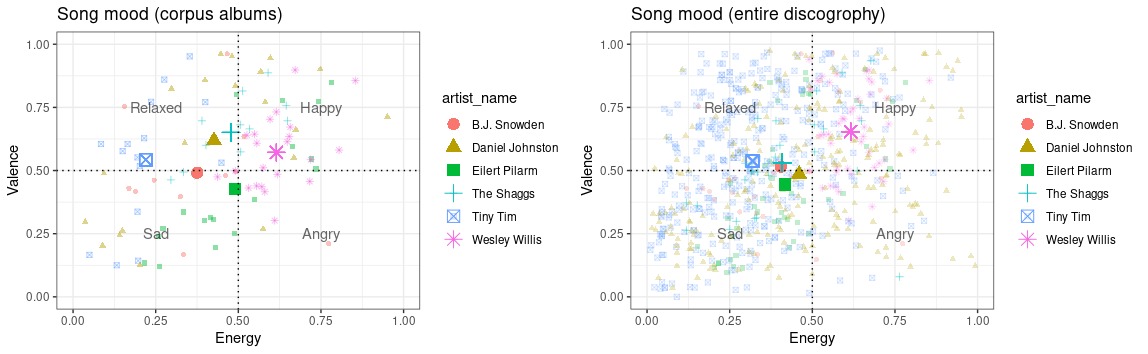 Song mood (corpus albums)
Valence
1.00
0.75
0.50
0.25
0.00
Relaxed
Happy
Sad
Angry
0.00 0.25 0.50 0.75 1.00
Energy
artist_name
B.J. Snowden
Daniel Johnston
Eilert Pilarm
The Shaggs
Tiny Tim
Wesley Willis
Song mood (entire discogrophy)
Valence
1.00
0.75
0.50
0.25
0.00
Relaxed
Happy
Sad
Angry
0.00 0.25 0.50 0.75 1.00
Energy
artist_name
B.J. Snowden
Daniel Johnston
Eilert Pilarm
The Shaggs
Tiny Tim
Wesley Willis